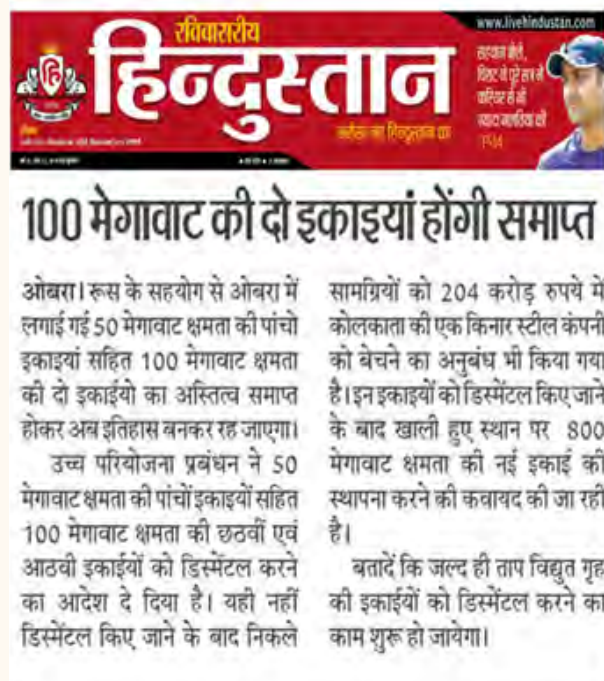 रविवासरीय
www.livehindustan.com
हिन्दुस्तान
100 मेगावाट की दो इकाइयां होंगी समाप्त
ओबरा। रूस के सहयोग से ओबरा में
लगाई गई 50 मेगावाट क्षमता की पांचो
इकाइयां सहित 100 मेगावाट क्षमता
की दो इकाईयो का अस्तित्व समाप्त
होकर अब इतिहास बनकर रह जाएगा।
उच्च परियोजना प्रबंधन ने 50
मेगावाट क्षमता की पांचों इकाइयों सहित
100 मेगावाट क्षमता की छठवीं एवं
आठवी इकाईयों को डिस्मेंटल करने
का आदेश दे दिया है। यही नहीं
डिस्मेंटल किए जाने के बाद निकले
सामग्रियों को 204 करोड़ रुपये में
कोलकाता की एक किनार स्टील कंपनी
को बेचने का अनुबंध भी किया गया
है। इन इकाइयों को डिस्मेंटल किए जाने
के बाद खाली हुए स्थान पर 800
मेगावाट क्षमता की नई इकाई की
स्थापना करने की कवायद की जा रही
है।
बतादें कि जल्द ही ताप विद्युत गृह
की इकाईयों को डिस्मेंटल करने का
काम शुरू हो जायेगा।